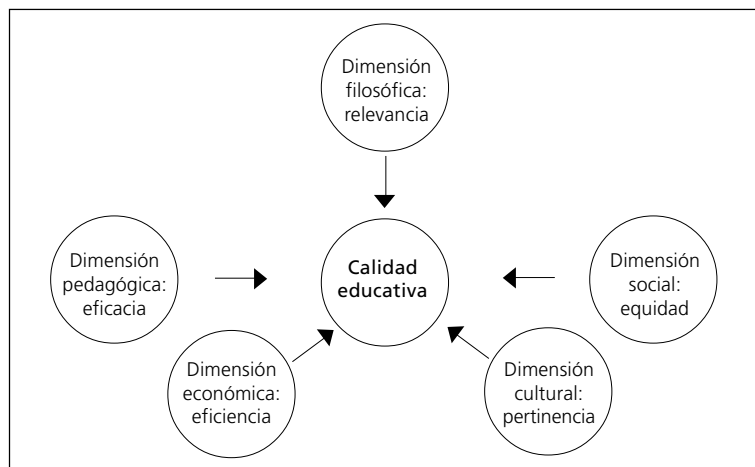 Dimensión
filosófica:
relevancia
Dimensión
pedagógica:
eficacia
Calidad
educativa
Dimensión
social:
equidad
Dimensión
económica:
eficiencia
Dimensión
cultural:
pertinencia